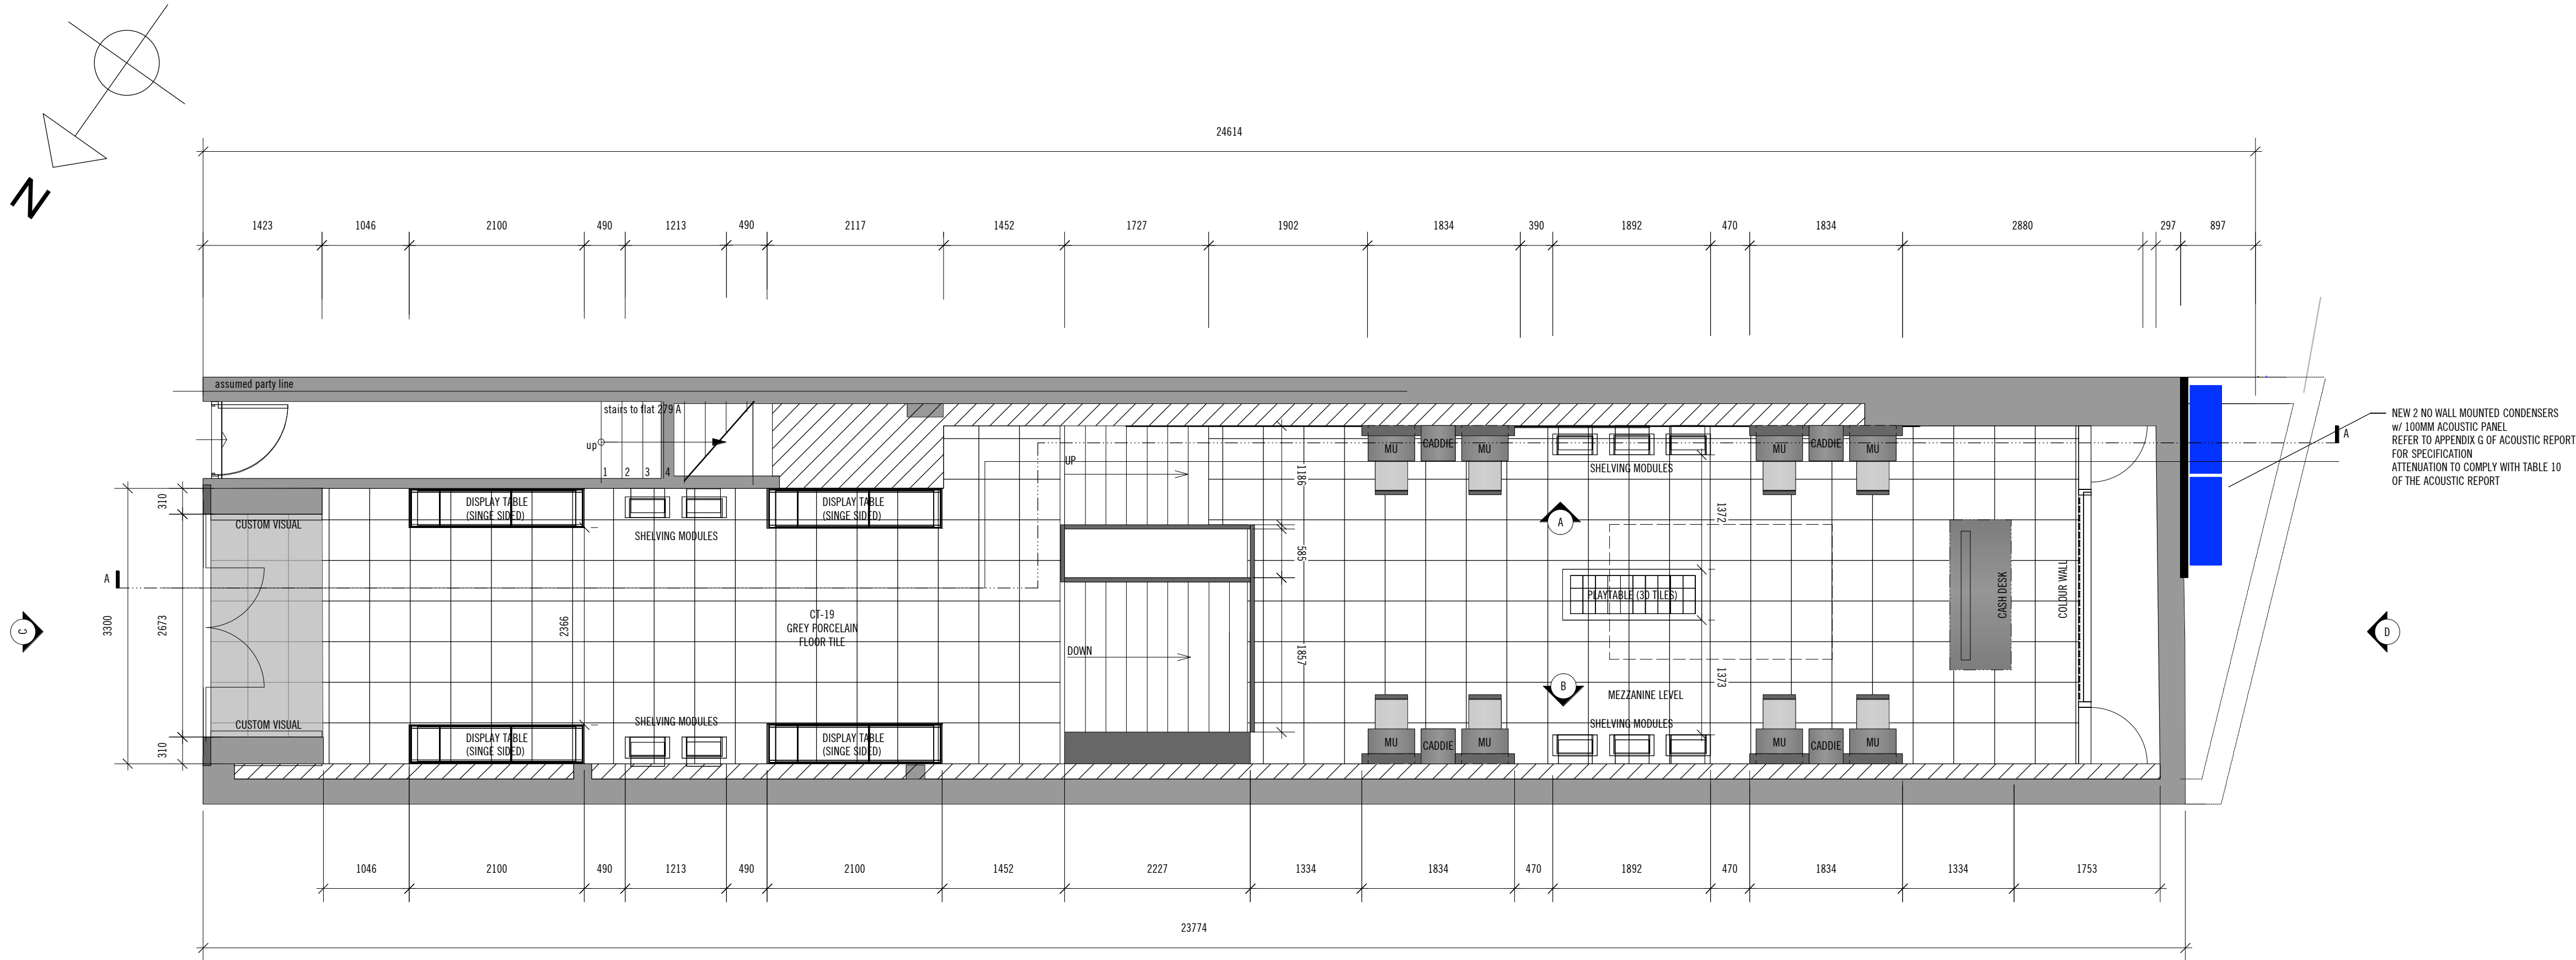 N
24614
1423 1046 2100 490 1213 490 2117 1452 1727 1902 1834 390 1892 470 1834 2880 297 897
assumed party line
stairs to flat 279 A
up
1 2 3 4
UP
DOWN
310
2673
310
3300
CUSTOM VISUAL
CUSTOM VISUAL
DISPLAY TABLE
(SINGE SIDED)
SHELVING MODULES
DISPLAY TABLE
(SINGE SIDED)
2366
CT-19
GREY PORCELAIN
FLOOR TILE
DISPLAY TABLE
(SINGE SIDED)
SHELVING MODULES
DISPLAY TABLE
(SINGE SIDED)
1186
585
1857
MU CADDIE MU
SHELVING MODULES
MU CADDIE MU
A
1372
PLAYTABLE (30 TILES)
1373
B
MEZZANINE LEVEL
SHELVING MODULES
MU CADDIE MU
MU CADDIE MU
CASH DESK
COLOUR WALL
A
A
C
D
NEW 2 NO WALL MOUNTED CONDENSERS
w/ 100MM ACOUSTIC PANEL
REFER TO APPENDIX G OF ACOUSTIC REPORT
FOR SPECIFICATION
ATTENUATION TO COMPLY WITH TABLE 10
OF THE ACOUSTIC REPORT
1046 2100 490 1213 490 2100 1452 2227 1334 1834 470 1892 470 1834 1334 1753
23774